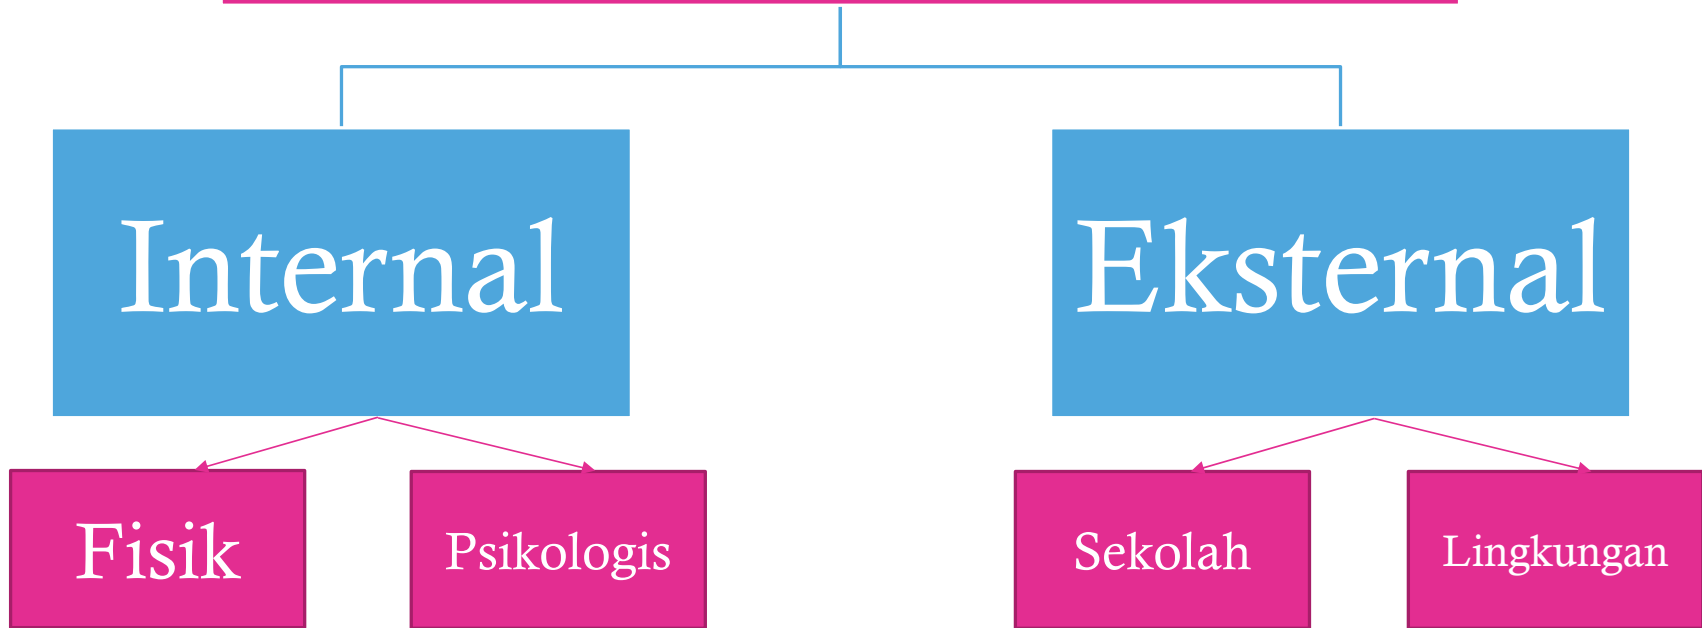 Internal
Eksternal
Fisik
Psikologis
Sekolah
Lingkungan